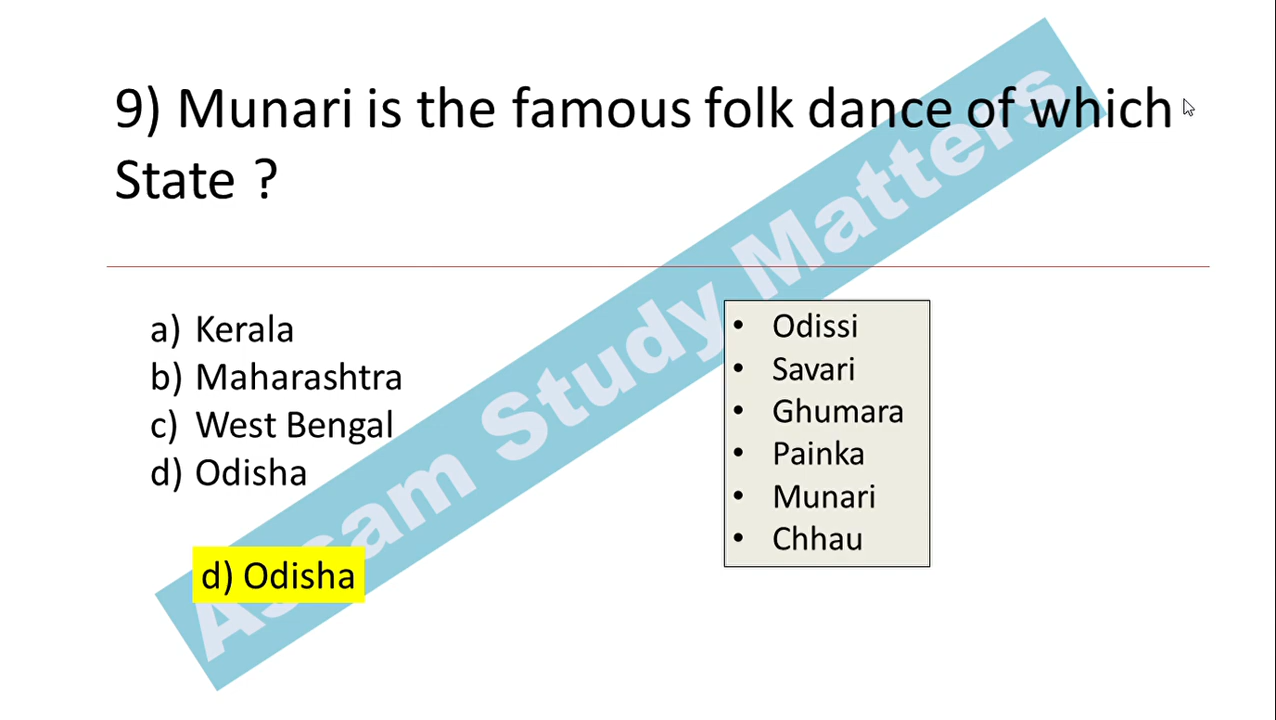 9) Munari is the famous folk dance of which
State ?
a) Kerala
b) Maharashtra
c) West Bengal
d) Odisha
d) Odisha
• Odissi
• Savari
• Ghumara
• Painka
• Munari
• Chhau
Assam Study Matters